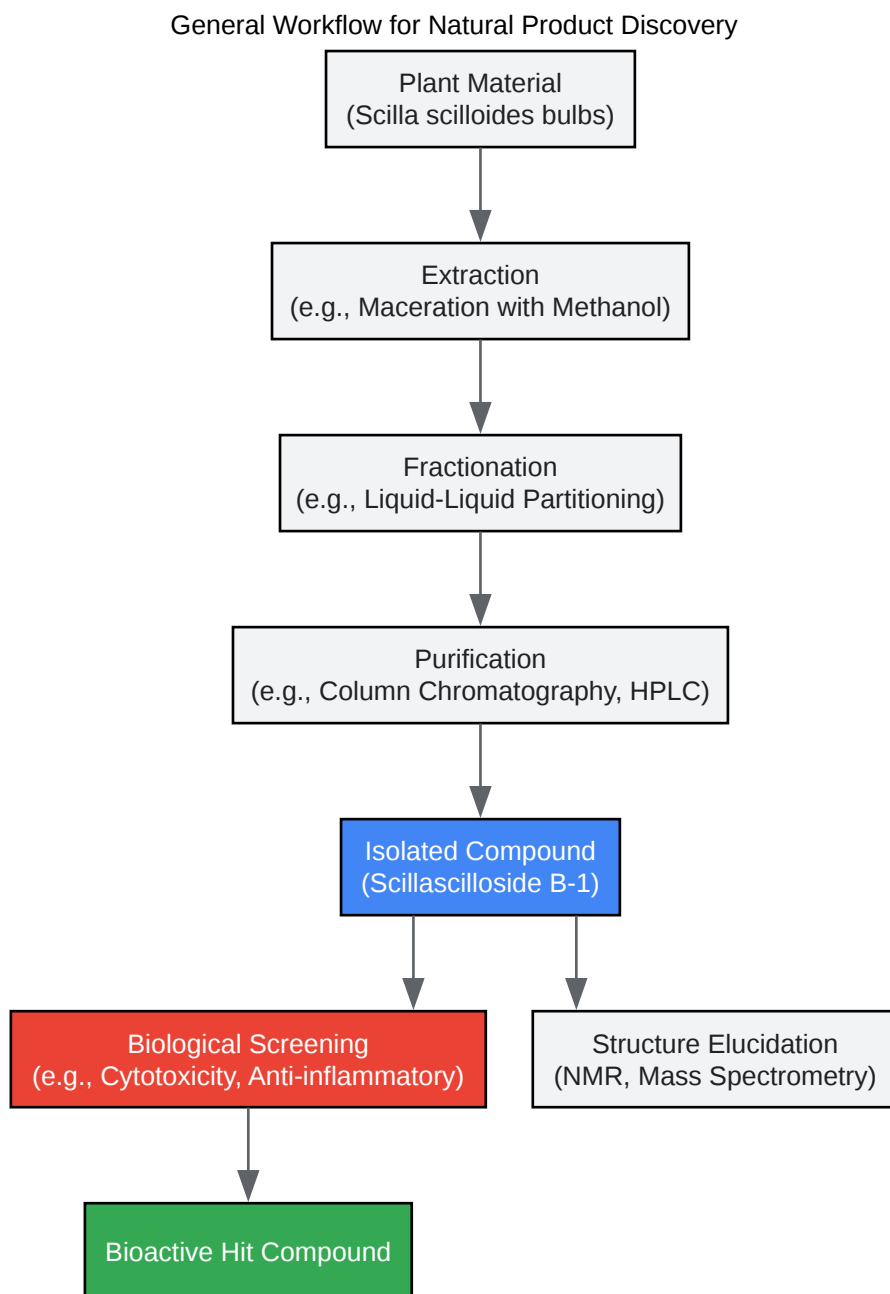 General Workflow for Natural Product Discovery
Plant Material
(Scilla scilloides bulbs)
Extraction
(e.g., Maceration with Methanol)
Fractionation
(e.g., Liquid-Liquid Partitioning)
Purification
(e.g., Column Chromatography, HPLC)
Isolated Compound
(Scillascilloside B-1)
Biological Screening
(e.g., Cytotoxicity, Anti-inflammatory)
Structure Elucidation
(NMR, Mass Spectrometry)
Bioactive Hit Compound